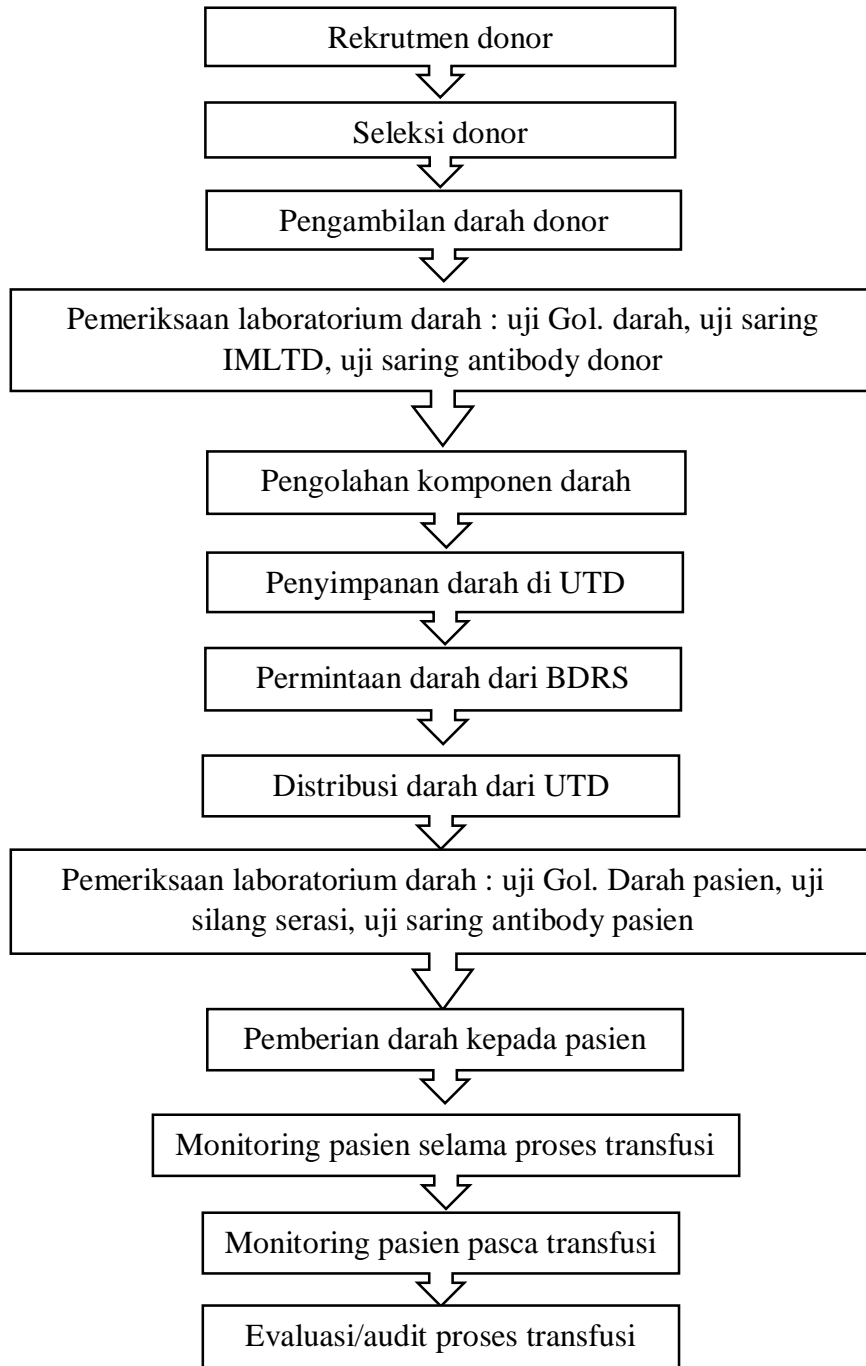 Rekrutmen donor
Seleksi donor
Pengambilan darah donor
Pemeriksaan laboratorium darah : uji Gol. darah, uji saring
IMLTD, uji saring antibody donor
Pengolahan komponen darah
Penyimpanan darah di UTD
Permintaan darah dari BDRS
Distribusi darah dari UTD
Pemeriksaan laboratorium darah : uji Gol. Darah pasien, uji
silang serasi, uji saring antibody pasien
Pemberian darah kepada pasien
Monitoring pasien selama proses transfusi
Monitoring pasien pasca transfusi
Evaluasi/audit proses transfusi